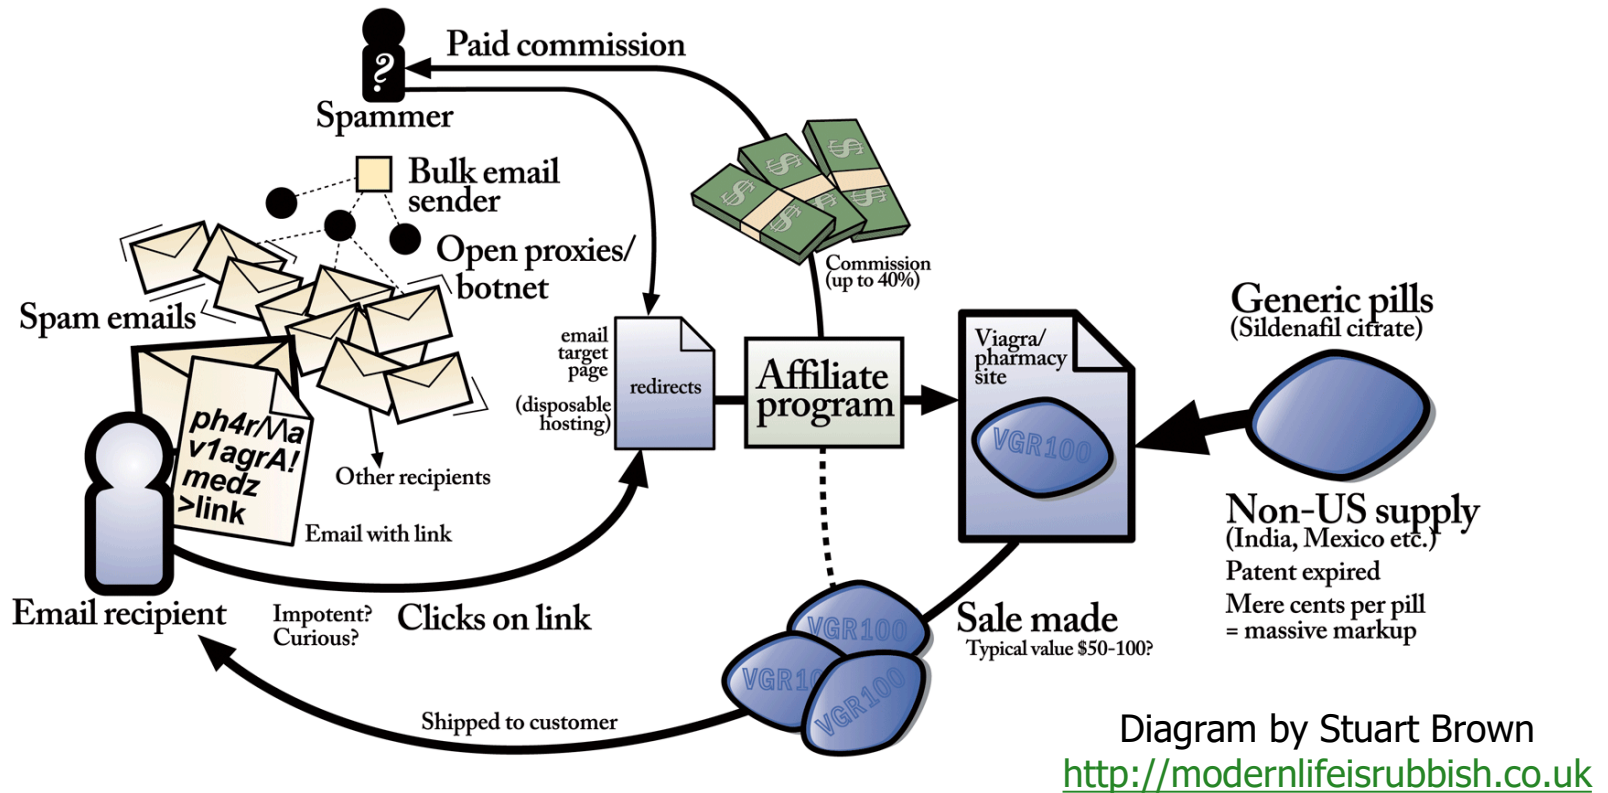 Paid commission
?
Spammer
Bulk email
sender
Open proxies/
botnet
Spam emails
$
$
$
$
$
Commission
(up to 40%)
email
target
page
(disposable
hosting)
redirects
Affiliate
program
Viagra/
pharmacy
site
VGR100
Generic pills
(Sildenafil citrate)
Non-US supply
(India, Mexico etc.)
Patent expired
Mere cents per pill
= massive markup
ph4r/\/\a
v1agrA!
medz
>link
Other recipients
Email with link
Email recipient
Impotent?
Curious?
Clicks on link
Sale made
Typical value $50-100?
VGR100
VGR10
VGR100
Shipped to customer
Diagram by Stuart Brown
http://modernlifeisrubbish.co.uk